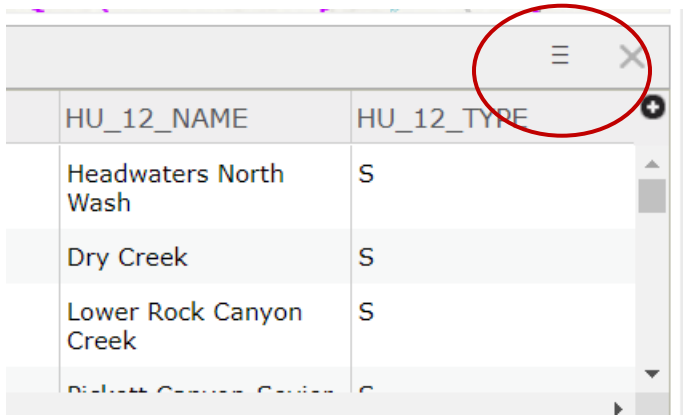 HU_12_NAME HU_12_TYPE
Headwaters North S
Wash
Dry Creek S
Lower Rock Canyon S
Creek